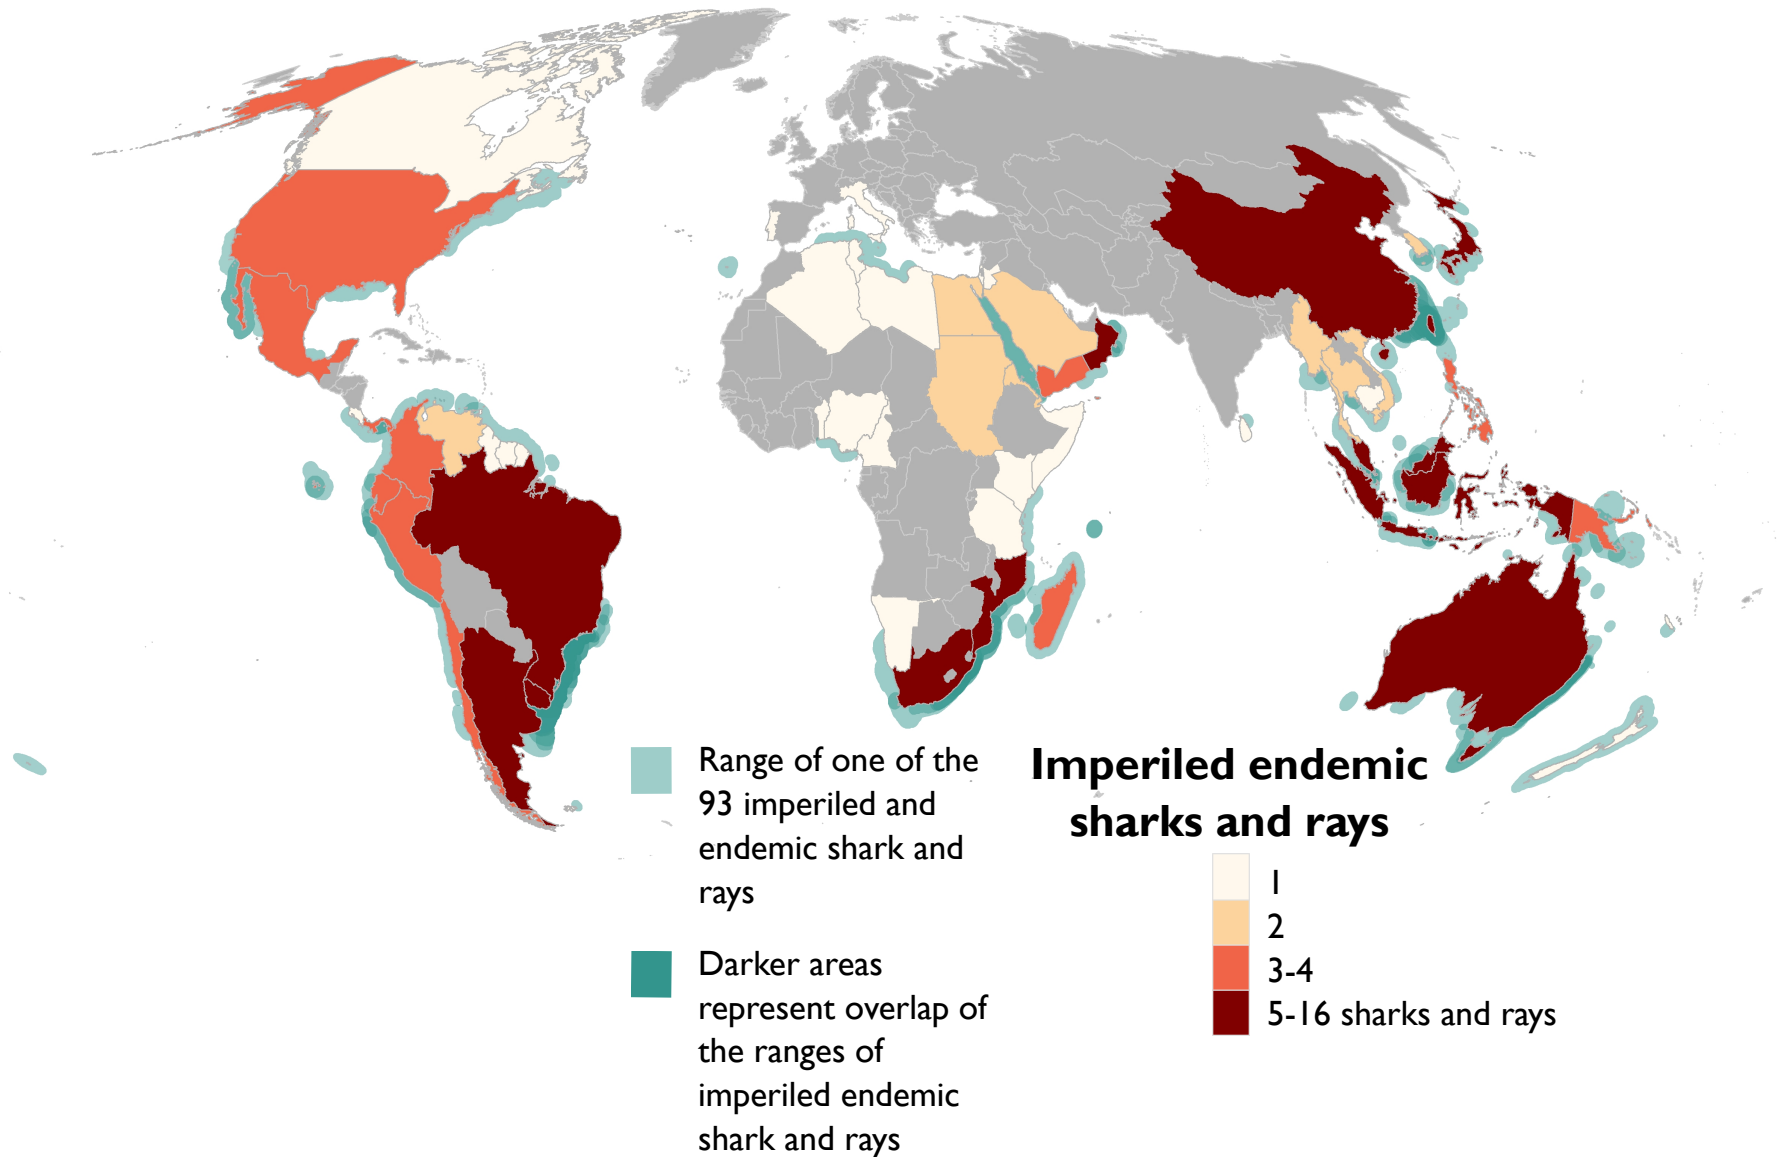 Range of one of the
93 imperiled and
endemic shark and
rays
Darker areas
represent overlap of
the ranges of
imperiled endemic
shark and rays
Imperiled endemic
sharks and rays
1
2
3-4
5-16 sharks and rays